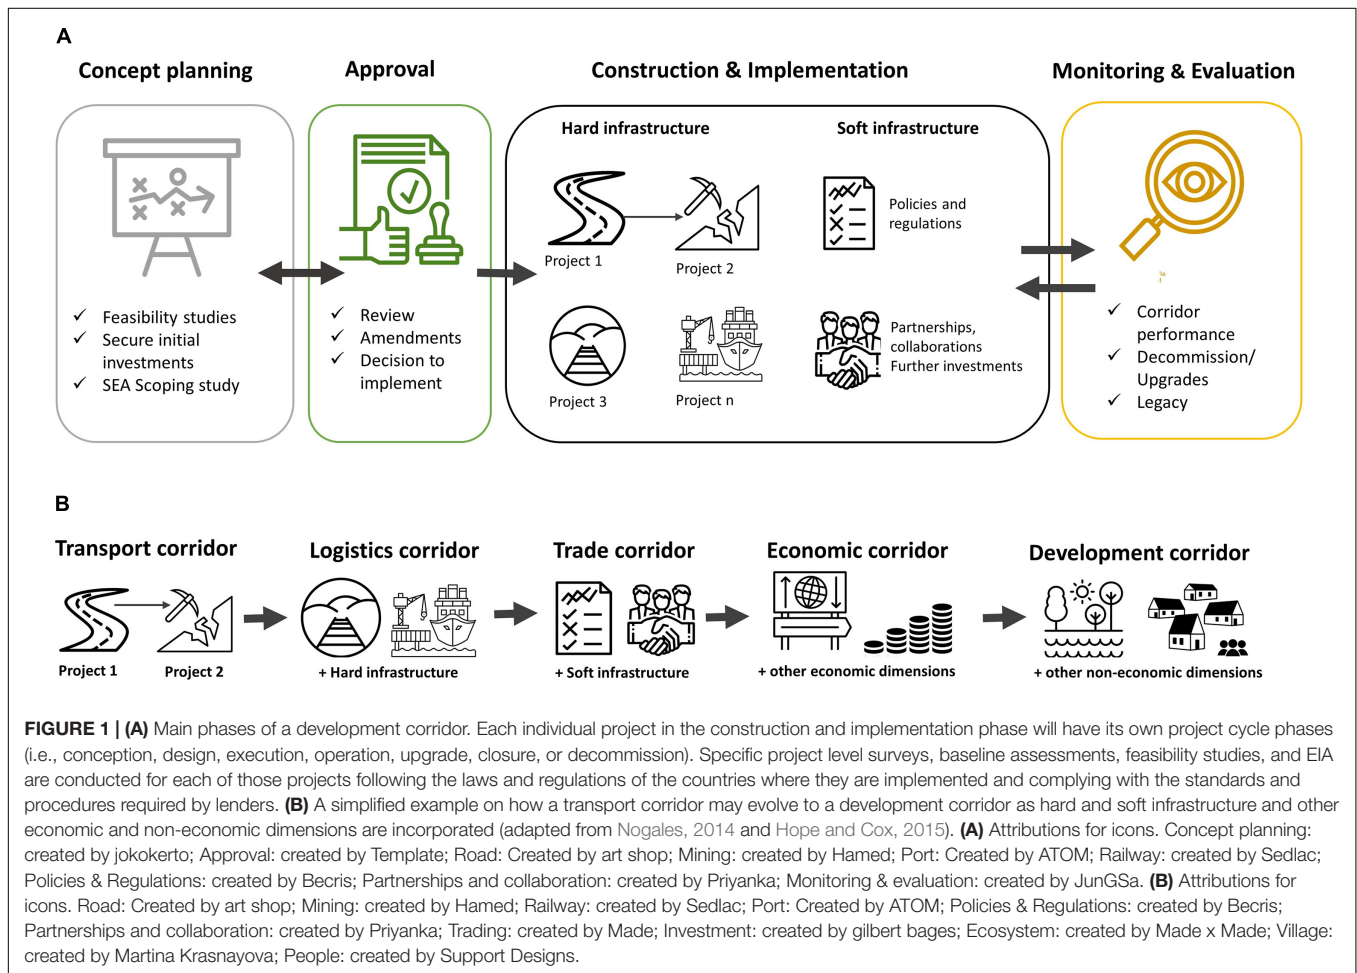 A
Concept planning
Approval
Construction & Implementation
Monitoring & Evaluation
✓ Feasibility studies
✓ Secure initial
investments
✓ SEA Scoping study
✓ Review
✓ Amendments
✓ Decision to
implement
Hard infrastructure
Soft infrastructure
Project 1
Project 2
Policies and
regulations
Project 3
Project n
Partnerships,
collaborations
Further investments
✓ Corridor
performance
✓ Decommission/
Upgrades
✓ Legacy
B
Transport corridor
Logistics corridor
Trade corridor
Economic corridor
Development corridor
Project 1
Project 2
+ Hard infrastructure
+ Soft infrastructure
+ other economic dimensions
+ other non-economic dimensions
FIGURE 1 | (A) Main phases of a development corridor. Each individual project in the construction and implementation phase will have its own project cycle phases
(i.e., conception, design, execution, operation, upgrade, closure, or decommission). Specific project level surveys, baseline assessments, feasibility studies, and EIA
are conducted for each of those projects following the laws and regulations of the countries where they are implemented and complying with the standards and
procedures required by lenders. (B) A simplified example on how a transport corridor may evolve to a development corridor as hard and soft infrastructure and other
economic and non-economic dimensions are incorporated (adapted from Nogales, 2014 and Hope and Cox, 2015). (A) Attributions for icons. Concept planning:
created by jokokerto; Approval: created by Template; Road: Created by art shop; Mining: created by Hamed; Port: Created by ATOM; Railway: created by Sedlac;
Policies & Regulations: created by Becris; Partnerships and collaboration: created by Priyanka; Monitoring & evaluation: created by JunGSa. (B) Attributions for
icons. Road: Created by art shop; Mining: created by Hamed; Railway: created by Sedlac; Port: Created by ATOM; Policies & Regulations: created by Becris;
Partnerships and collaboration: created by Priyanka; Trading: created by Made; Investment: created by gilbert bages; Ecosystem: created by Made x Made; Village:
created by Martina Krasnayova; People: created by Support Designs.